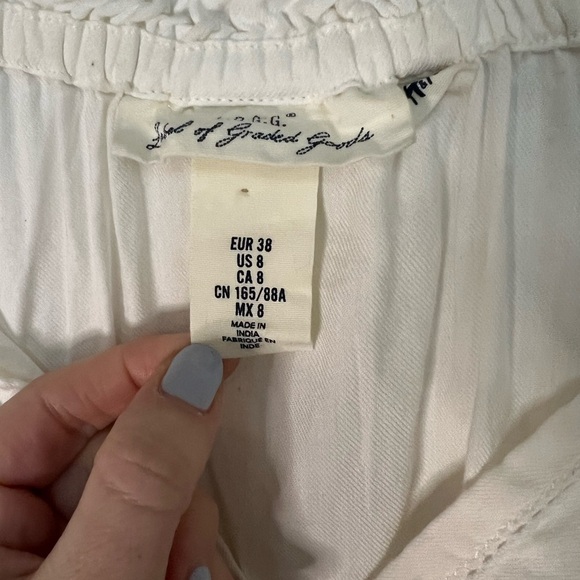 L.O.G.G.®
Label of Graded Goods
H&M
EUR 38
US 8
CA 8
CN 165/88A
MX 8
MADE IN
INDIA
FABRIQUE EN
INDE